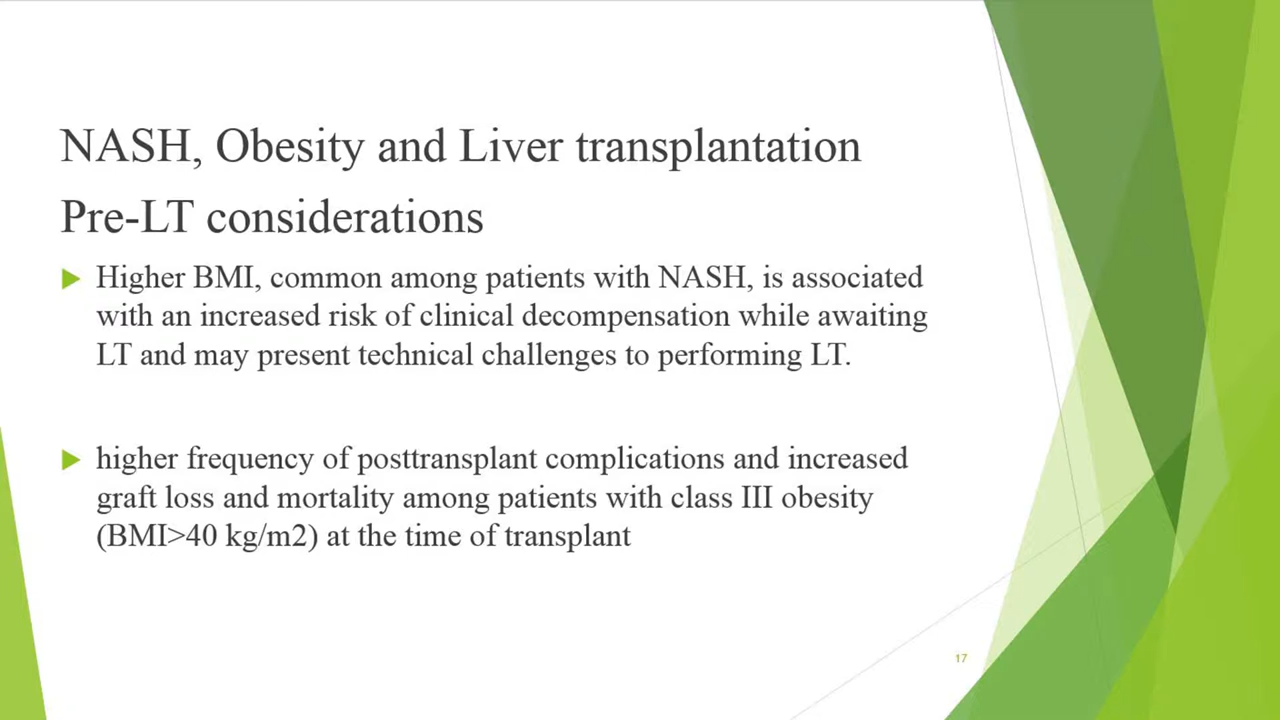 NASH, Obesity and Liver transplantation
Pre-LT considerations
Higher BMI, common among patients with NASH, is associated
with an increased risk of clinical decompensation while awaiting
LT and may present technical challenges to performing LT.
higher frequency of posttransplant complications and increased
graft loss and mortality among patients with class III obesity
(BMI>40 kg/m2) at the time of transplant
17